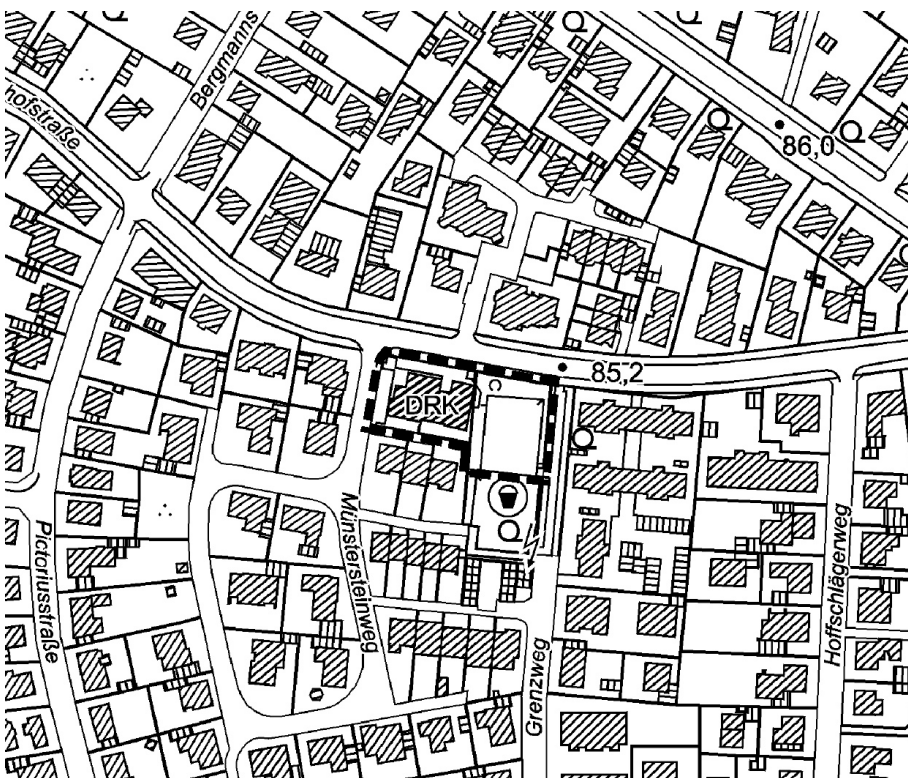 Bergmanns
hofstraße
86,0
85,2
DRK
Münstersteinweg
Pictoriusstraße
Grenzweg
Hoffschlägerweg